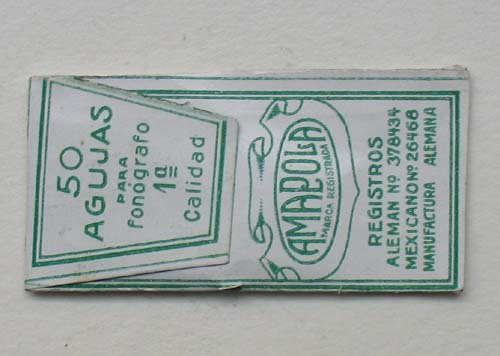 50
AGUJAS
PARA
fonógrafo
1ª
Calidad
AMAPOLA
MARCA REGISTRADA
REGISTROS
ALEMAN Nº 378434
MEXICANO Nº 26468
MANUFACTURA ALEMANA